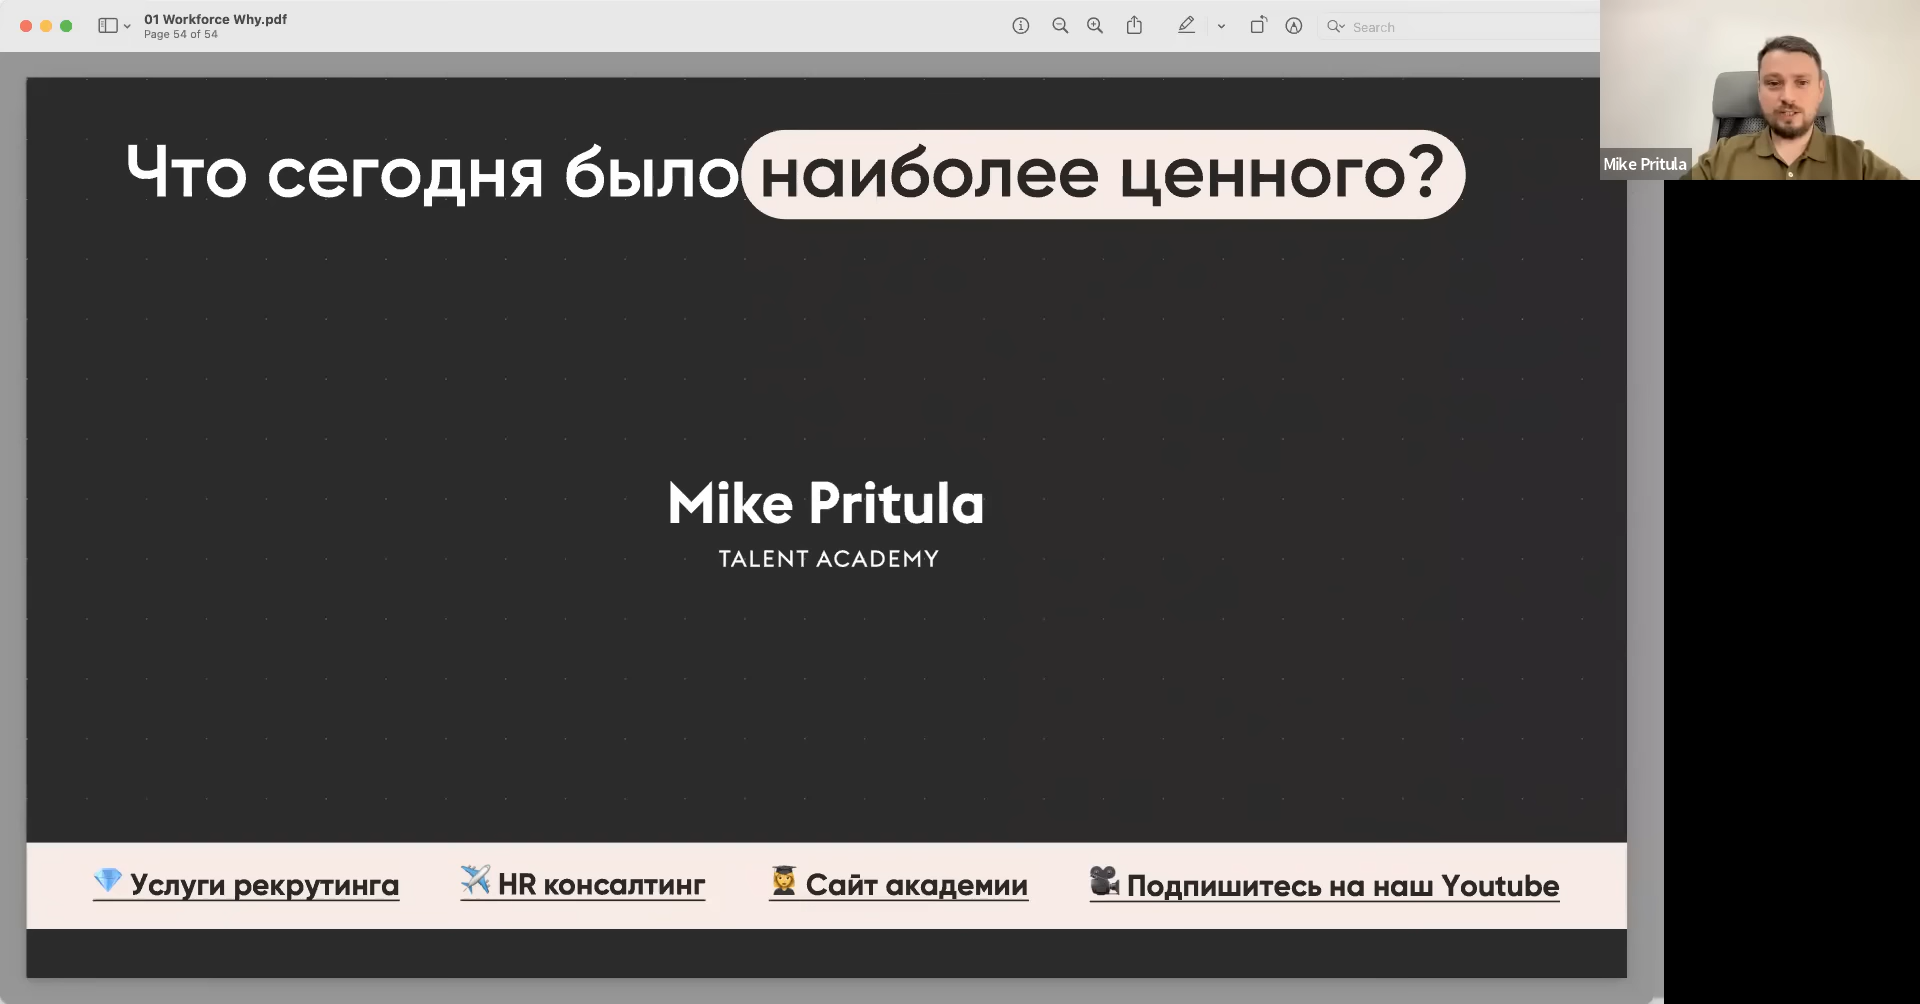 01 Workforce Why.pdf
Page 54 of 54
Search
Mike Pritula
Что сегодня было наиболее ценного?
Mike Pritula
TALENT ACADEMY
💎 Услуги рекрутинга
✈️ HR консалтинг
👩‍🎓 Сайт академии
🎥 Подпишитесь на наш Youtube